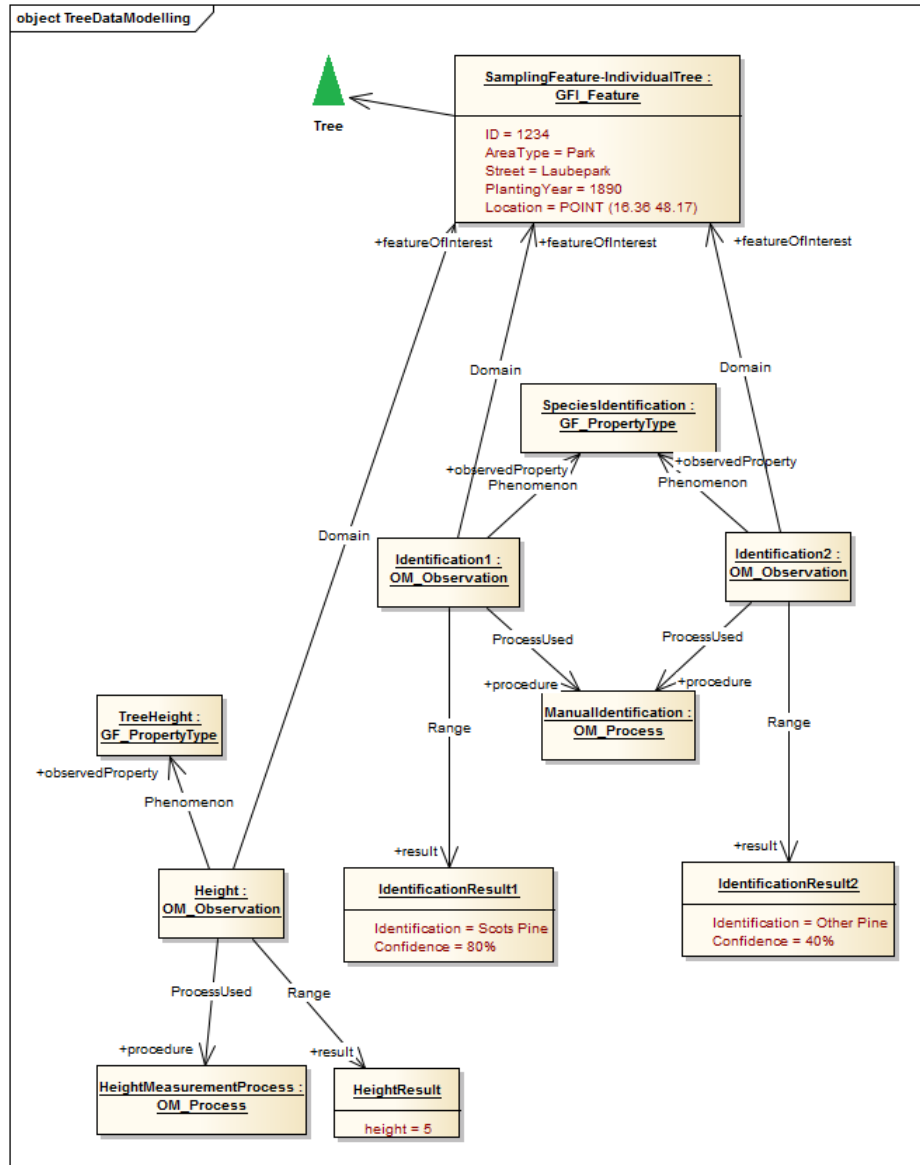 object TreeDataModelling
Tree
SamplingFeature-IndividualTree :
GFI_Feature
ID = 1234
AreaType = Park
Street = Laubepark
PlantingYear = 1890
Location = POINT (16.36 48.17)
+featureOfInterest
+featureOfInterest
+featureOfInterest
Domain
Domain
Domain
SpeciesIdentification :
GF_PropertyType
+observedProperty
Phenomenon
+observedProperty
Phenomenon
Identification1 :
OM_Observation
Identification2 :
OM_Observation
ProcessUsed
+procedure
ProcessUsed
+procedure
ManualIdentification :
OM_Process
Range
+result
Range
+result
TreeHeight :
GF_PropertyType
+observedProperty
Phenomenon
Height :
OM_Observation
IdentificationResult1
Identification = Scots Pine
Confidence = 80%
IdentificationResult2
Identification = Other Pine
Confidence = 40%
ProcessUsed
+procedure
Range
+result
HeightMeasurementProcess :
OM_Process
HeightResult
height = 5